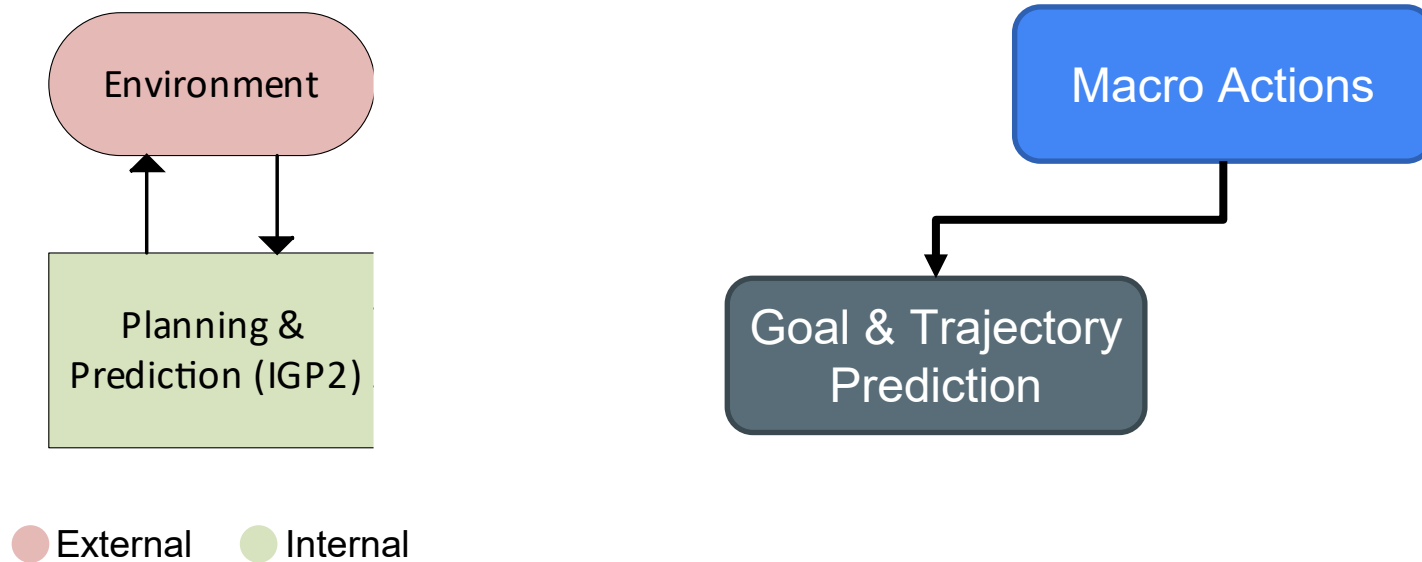 Environment
Macro Actions
Planning &
Prediction (IGP2)
Goal & Trajectory
Prediction
External
Internal